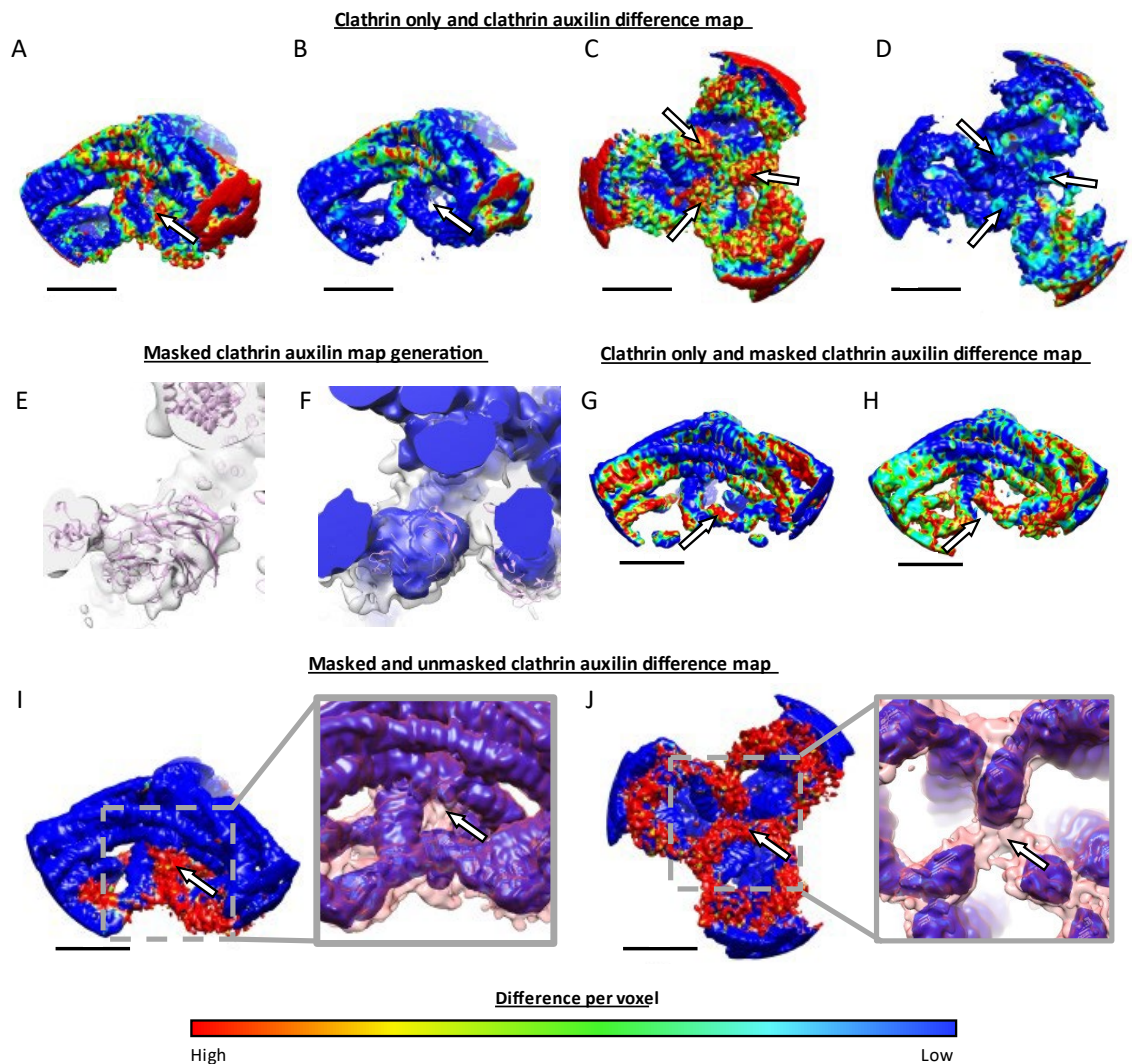 Clathrin only and clathrin auxilin difference map
A B C D
Masked clathrin auxilin map generation
Clathrin only and masked clathrin auxilin difference map
E F G H
Masked and unmasked clathrin auxilin difference map
I J
Difference per voxel
High Low